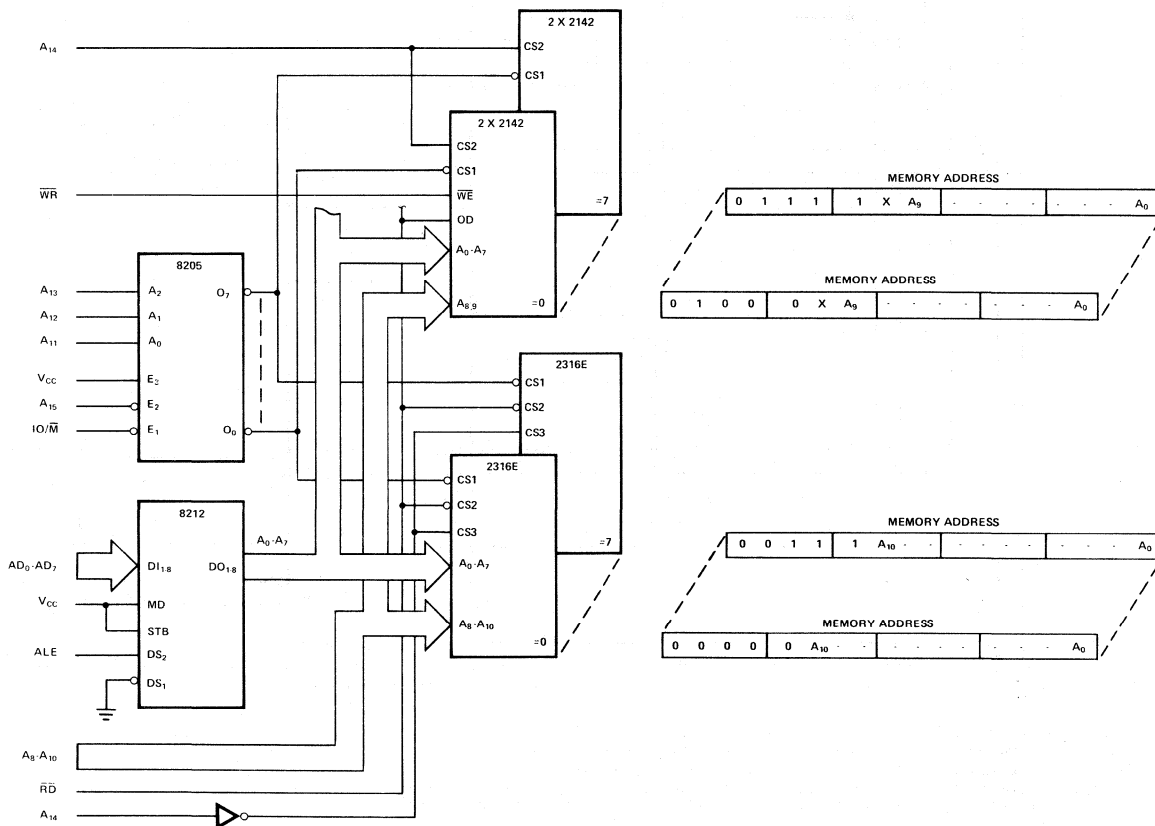 2 X 2142
A₁₄
CS2
CS1
2 X 2142
CS2
CS1
W̅R̅
W̅E̅
=7
OD
A₀-A₇
A₈,₉
=0
8205
A₁₃
A₂
O₇
A₁₂
A₁
A₁₁
A₀
V_CC
E₃
A₁₅
E₂
IO/M̅
E₁
O₀
2316E
CS1
CS2
CS3
2316E
CS1
CS2
CS3
=7
A₀-A₇
A₈-A₁₀
=0
8212
A₀-A₇
AD₀-AD₇
DI₁-₈
DO₁-₈
V_CC
MD
STB
ALE
DS₂
DS₁
A₈-A₁₀
R̅D̅
A₁₄
MEMORY ADDRESS
0 1 1 1 1 X A₉ - - - - - - - A₀
MEMORY ADDRESS
0 1 0 0 0 X A₉ - - - - - - - A₀
MEMORY ADDRESS
0 0 1 1 1 A₁₀ - - - - - - - - - A₀
MEMORY ADDRESS
0 0 0 0 0 A₁₀ - - - - - - - - - A₀